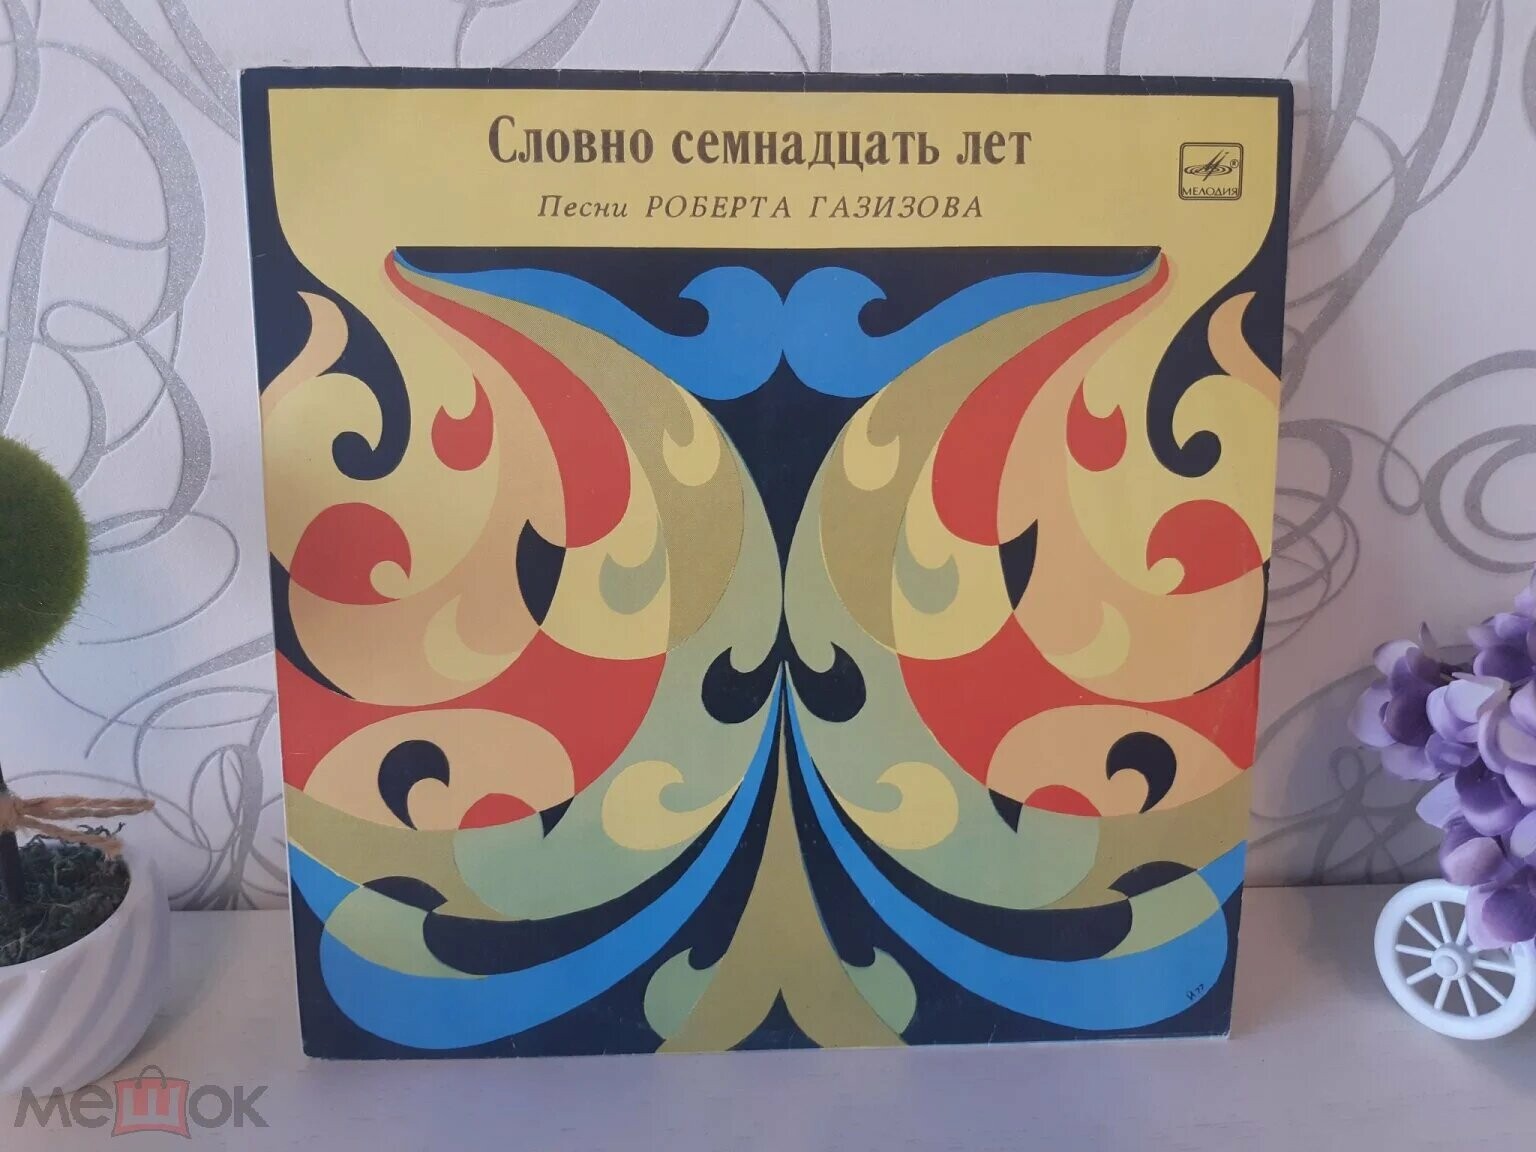 Словно семнадцать лет
Песни РОБЕРТА ГАЗИЗОВА
МЕЛОДИЯ
мешок